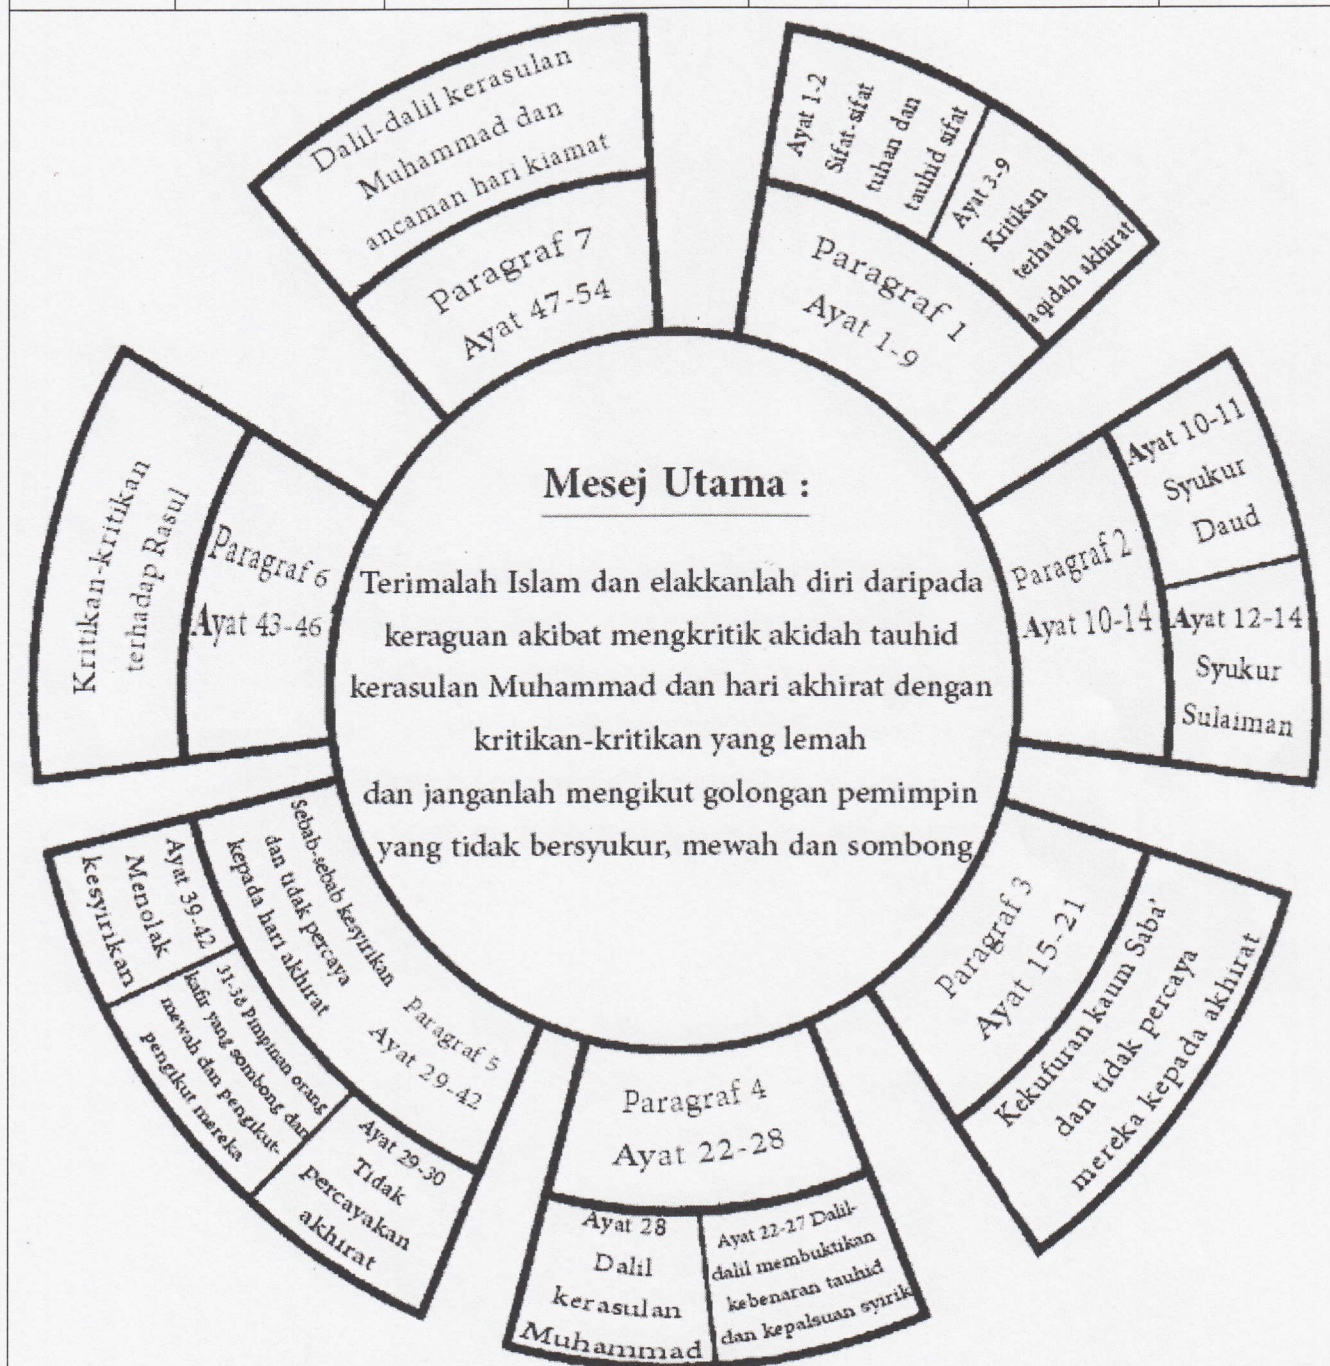 Mesej Utama :
Terimalah Islam dan elakkanlah diri daripada
keraguan akibat mengkritik akidah tauhid
kerasulan Muhammad dan hari akhirat dengan
kritikan-kritikan yang lemah
dan janganlah mengikut golongan pemimpin
yang tidak bersyukur, mewah dan sombong
Paragraf 1
Ayat 1-9
Ayat 1-2
Sifat-sifat
tuhan dan
tauhid sifat
Ayat 3-9
Kritikan
terhadap
aqidah akhirat
Paragraf 2
Ayat 10-14
Ayat 10-11
Syukur
Daud
Ayat 12-14
Syukur
Sulaiman
Paragraf 3
Ayat 15-21
Kekufuran kaum Saba'
dan tidak percaya
mereka kepada akhirat
Paragraf 4
Ayat 22-28
Ayat 22-27 Dalil-
dalil membuktikan
kebenaran tauhid
dan kepalsuan syirik
Ayat 28
Dalil
kerasulan
Muhammad
Paragraf 5
Ayat 29-42
Sebab-sebab kesyirikan
dan tidak percaya
kepada hari akhirat
Ayat 29-30
Tidak
percayakan
akhirat
31-38 Pimpinan orang
kafir yang sombong dan
mewah dan pengikut-
pengikut mereka
Ayat 39-42
Menolak
kesyirikan
Paragraf 6
Ayat 43-46
Kritikan-kritikan
terhadap Rasul
Paragraf 7
Ayat 47-54
Dalil-dalil kerasulan
Muhammad dan
ancaman hari kiamat